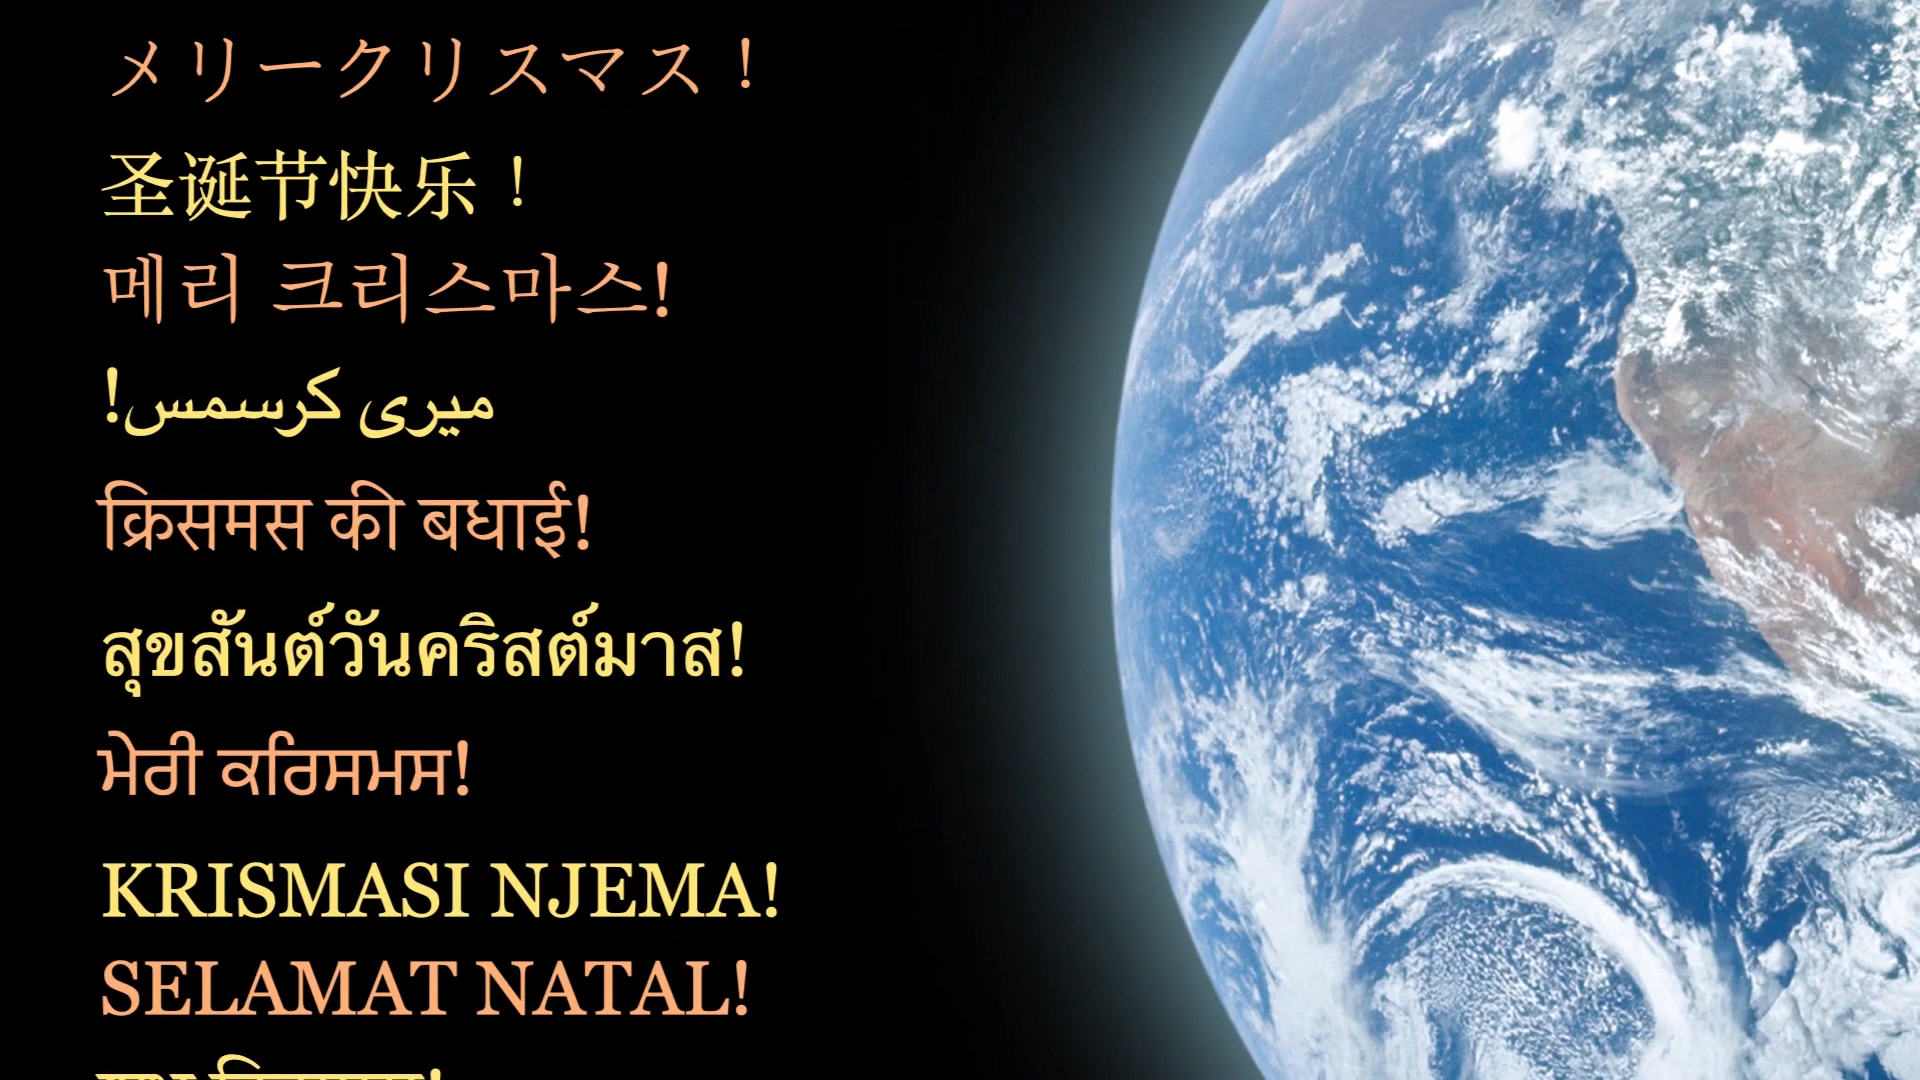 メリークリスマス！
圣诞节快乐！
메리 크리스마스!
میری کرسمس!
क्रिसमस की बधाई!
สุขสันต์วันคริสต์มาส!
ਮੇਰੀ ਕਰਿਸਮਸ!
KRISMASI NJEMA!
SELAMAT NATAL!